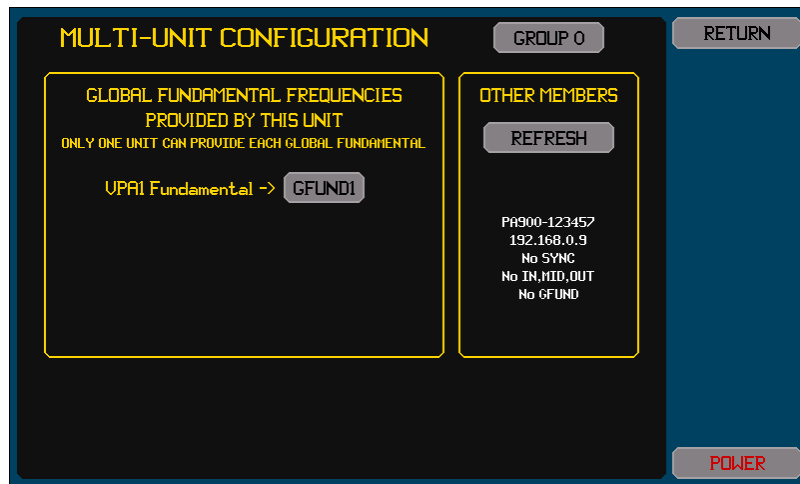 MULTI-UNIT CONFIGURATION
GROUP 0
RETURN
GLOBAL FUNDAMENTAL FREQUENCIES
PROVIDED BY THIS UNIT
ONLY ONE UNIT CAN PROVIDE EACH GLOBAL FUNDAMENTAL
VPA1 Fundamental -> GFUND1
OTHER MEMBERS
REFRESH
PA900-123457
192.168.0.9
No SYNC
No IN,MID,OUT
No GFUND
POWER